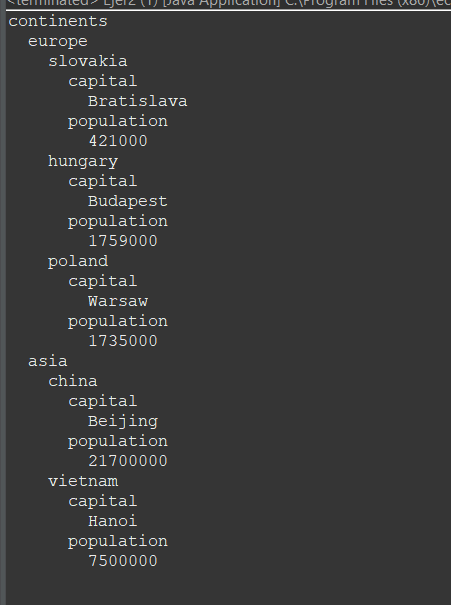 <terminated> Ejer2 (1) [Java Application] C:\Program Files (x86)\ec
continents
europe
slovakia
capital
Bratislava
population
421000
hungary
capital
Budapest
population
1759000
poland
capital
Warsaw
population
1735000
asia
china
capital
Beijing
population
21700000
vietnam
capital
Hanoi
population
7500000